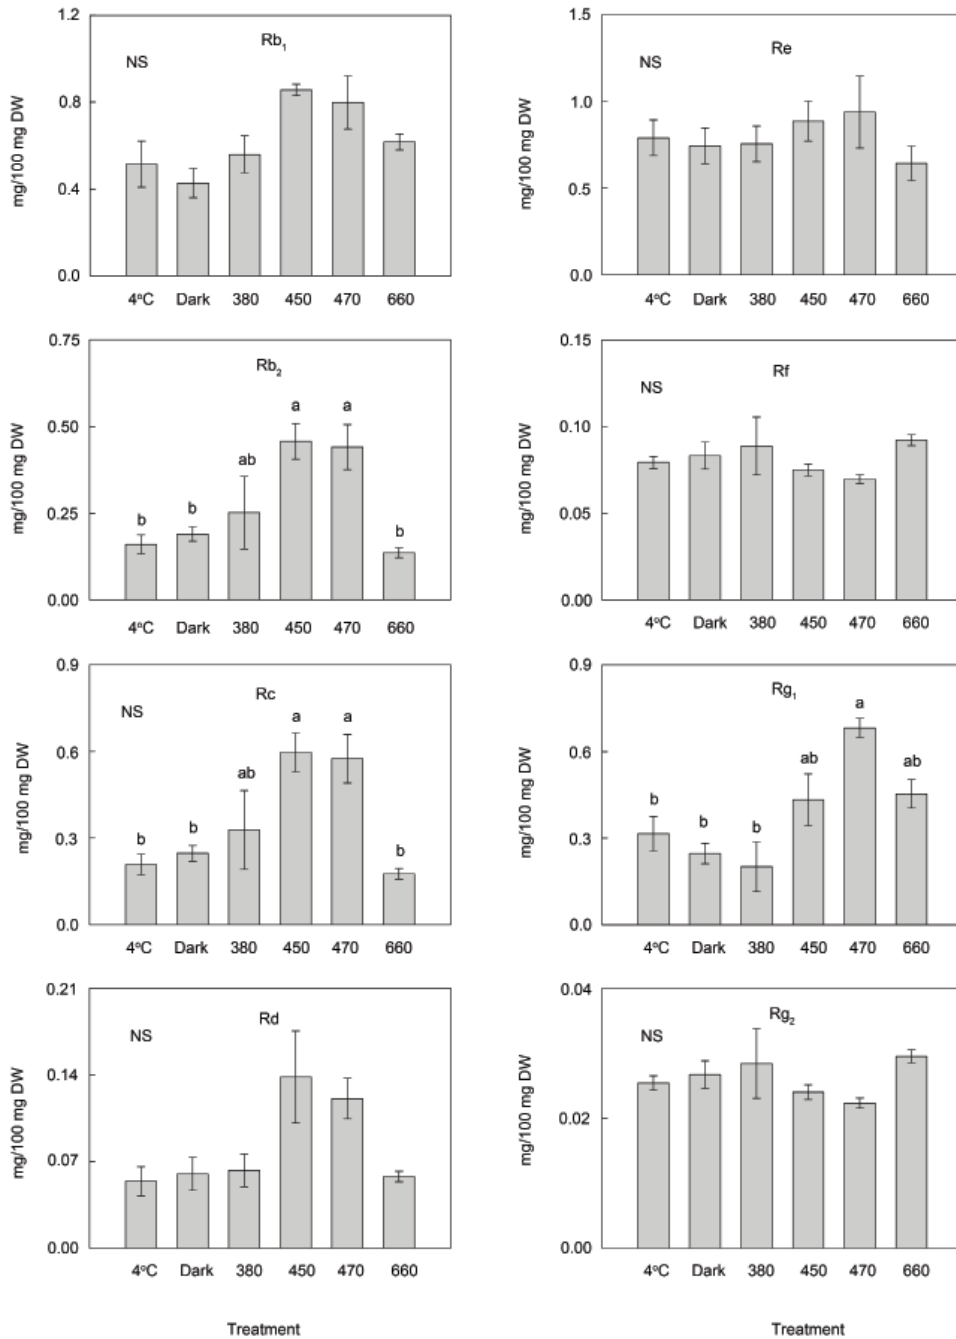 1.2
Rb1
NS
0.8
0.4
0.0
mg/100 mg DW
4°C Dark 380 450 470 660
1.5
Re
NS
1.0
0.5
0.0
mg/100 mg DW
4°C Dark 380 450 470 660
0.75
Rb2
a a
0.50
ab
0.25
b b b
0.00
mg/100 mg DW
4°C Dark 380 450 470 660
0.15
Rf
NS
0.10
0.05
0.00
mg/100 mg DW
4°C Dark 380 450 470 660
0.9
Rc
NS
a a
0.6
ab
0.3
b b b
0.0
mg/100 mg DW
4°C Dark 380 450 470 660
0.9
Rg1
a
0.6
ab ab
b b b
0.3
0.0
mg/100 mg DW
4°C Dark 380 450 470 660
0.21
Rd
NS
0.14
0.07
0.00
mg/100 mg DW
4°C Dark 380 450 470 660
Treatment
0.04
Rg2
NS
0.02
0.00
mg/100 mg DW
4°C Dark 380 450 470 660
Treatment